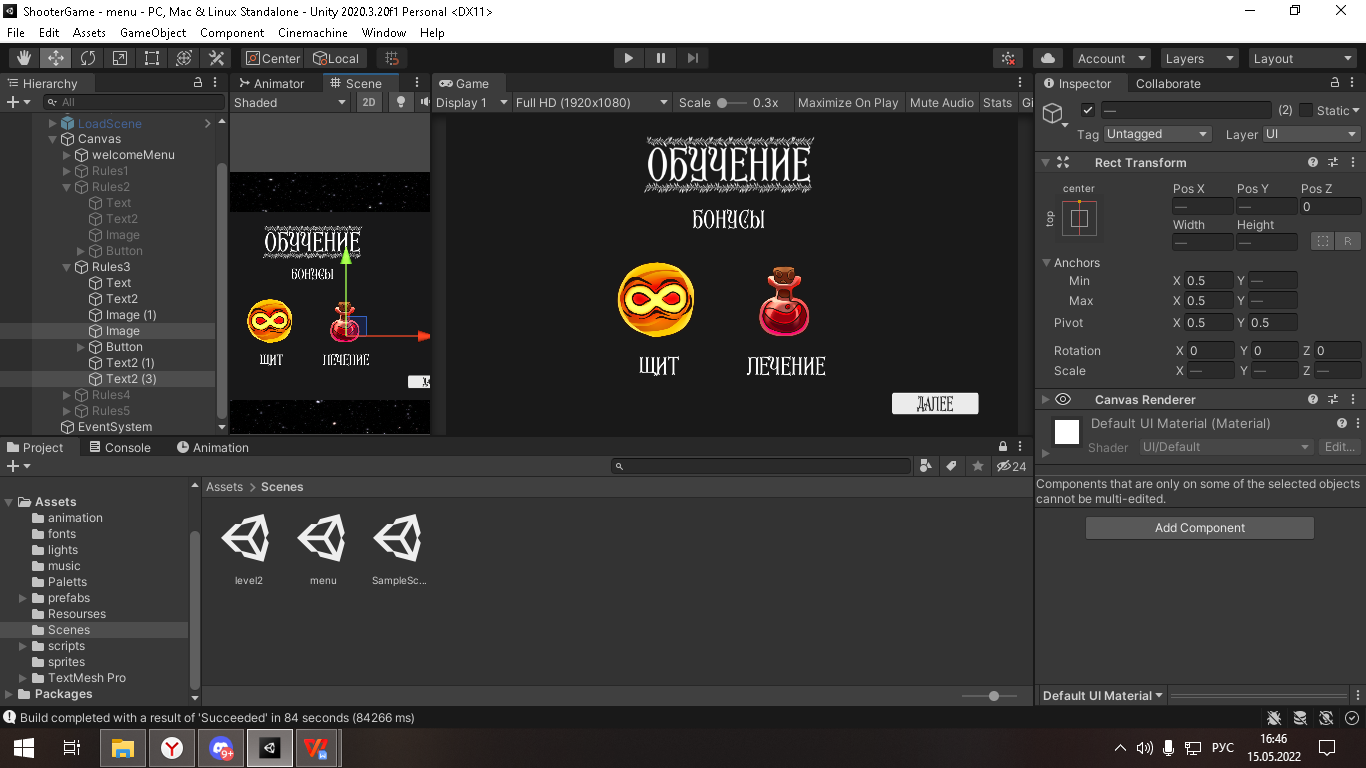 ShooterGame - menu - PC, Mac & Linux Standalone - Unity 2020.3.20f1 Personal <DX11>
File Edit Assets GameObject Component Cinemachine Window Help
Center Local Account Layers Layout
Hierarchy
All
LoadScene
Canvas
welcomeMenu
Rules1
Rules2
Text
Text2
Image
Button
Rules3
Text
Text2
Image (1)
Image
Button
Text2 (1)
Text2 (3)
Rules4
Rules5
EventSystem
Animator Scene
Shaded 2D
ОБУЧЕНИЕ
БОНУСЫ
ЩИТ ЛЕЧЕНИЕ
Game
Display 1 Full HD (1920x1080) Scale 0.3x Maximize On Play Mute Audio Stats Gi
ОБУЧЕНИЕ
БОНУСЫ
ЩИТ ЛЕЧЕНИЕ
ДАЛЕЕ
Inspector Collaborate
— (2) Static
Tag Untagged Layer UI
Rect Transform
center
top
Pos X Pos Y Pos Z
— — 0
Width Height
— — R
Anchors
Min X 0.5 Y —
Max X 0.5 Y —
Pivot X 0.5 Y 0.5
Rotation X 0 Y 0 Z 0
Scale X — Y — Z —
Canvas Renderer
Default UI Material (Material)
Shader UI/Default Edit...
Components that are only on some of the selected objects
cannot be multi-edited.
Add Component
Default UI Material
Project Console Animation
24
Assets
animation
fonts
lights
music
Paletts
prefabs
Resourses
Scenes
scripts
sprites
TextMesh Pro
Packages
Assets > Scenes
level2 menu SampleSc...
Build completed with a result of 'Succeeded' in 84 seconds (84266 ms)
9+
РУС
16:46
15.05.2022